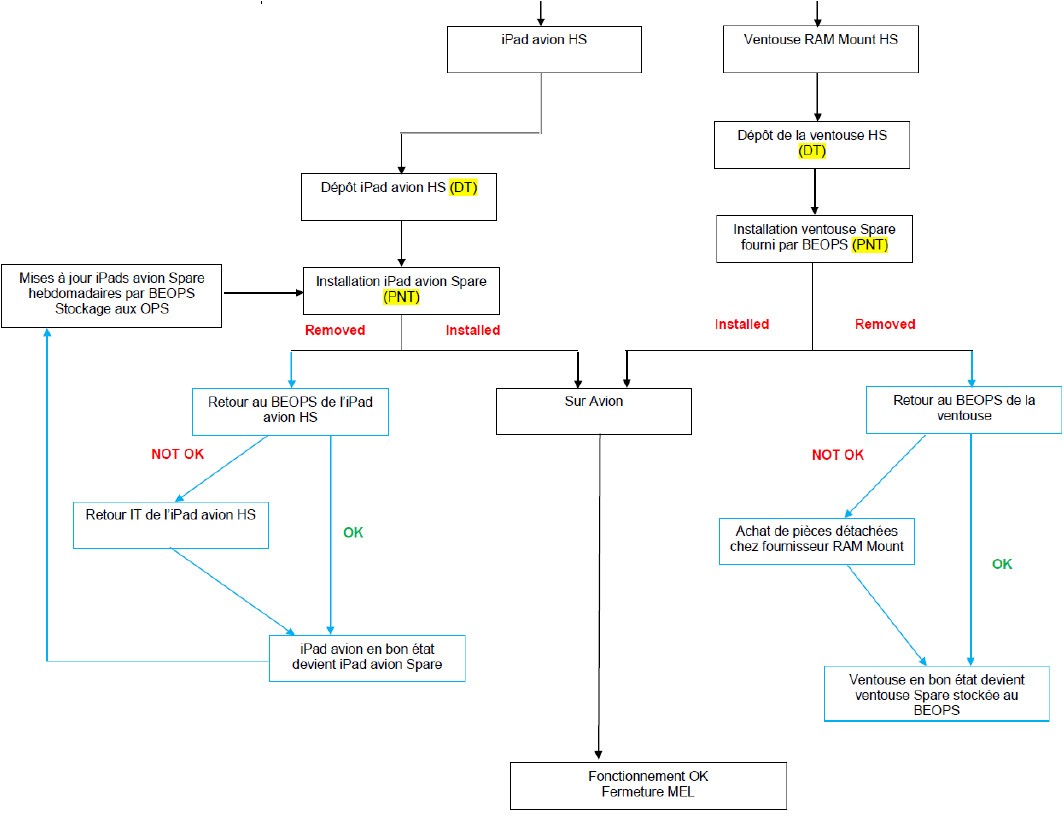 iPad avion HS
Ventouse RAM Mount HS
Dépôt de la ventouse HS
(DT)
Dépôt iPad avion HS (DT)
Installation ventouse Spare
fourni par BEOPS (PNT)
Mises à jour iPads avion Spare
hebdomadaires par BEOPS
Stockage aux OPS
Installation iPad avion Spare
(PNT)
Removed
Installed
Installed
Removed
Retour au BEOPS de l'iPad
avion HS
Sur Avion
Retour au BEOPS de la
ventouse
NOT OK
NOT OK
Retour IT de l'iPad avion HS
OK
Achat de pièces détachées
chez fournisseur RAM Mount
OK
iPad avion en bon état
devient iPad avion Spare
Ventouse en bon état devient
ventouse Spare stockée au
BEOPS
Fonctionnement OK
Fermeture MEL